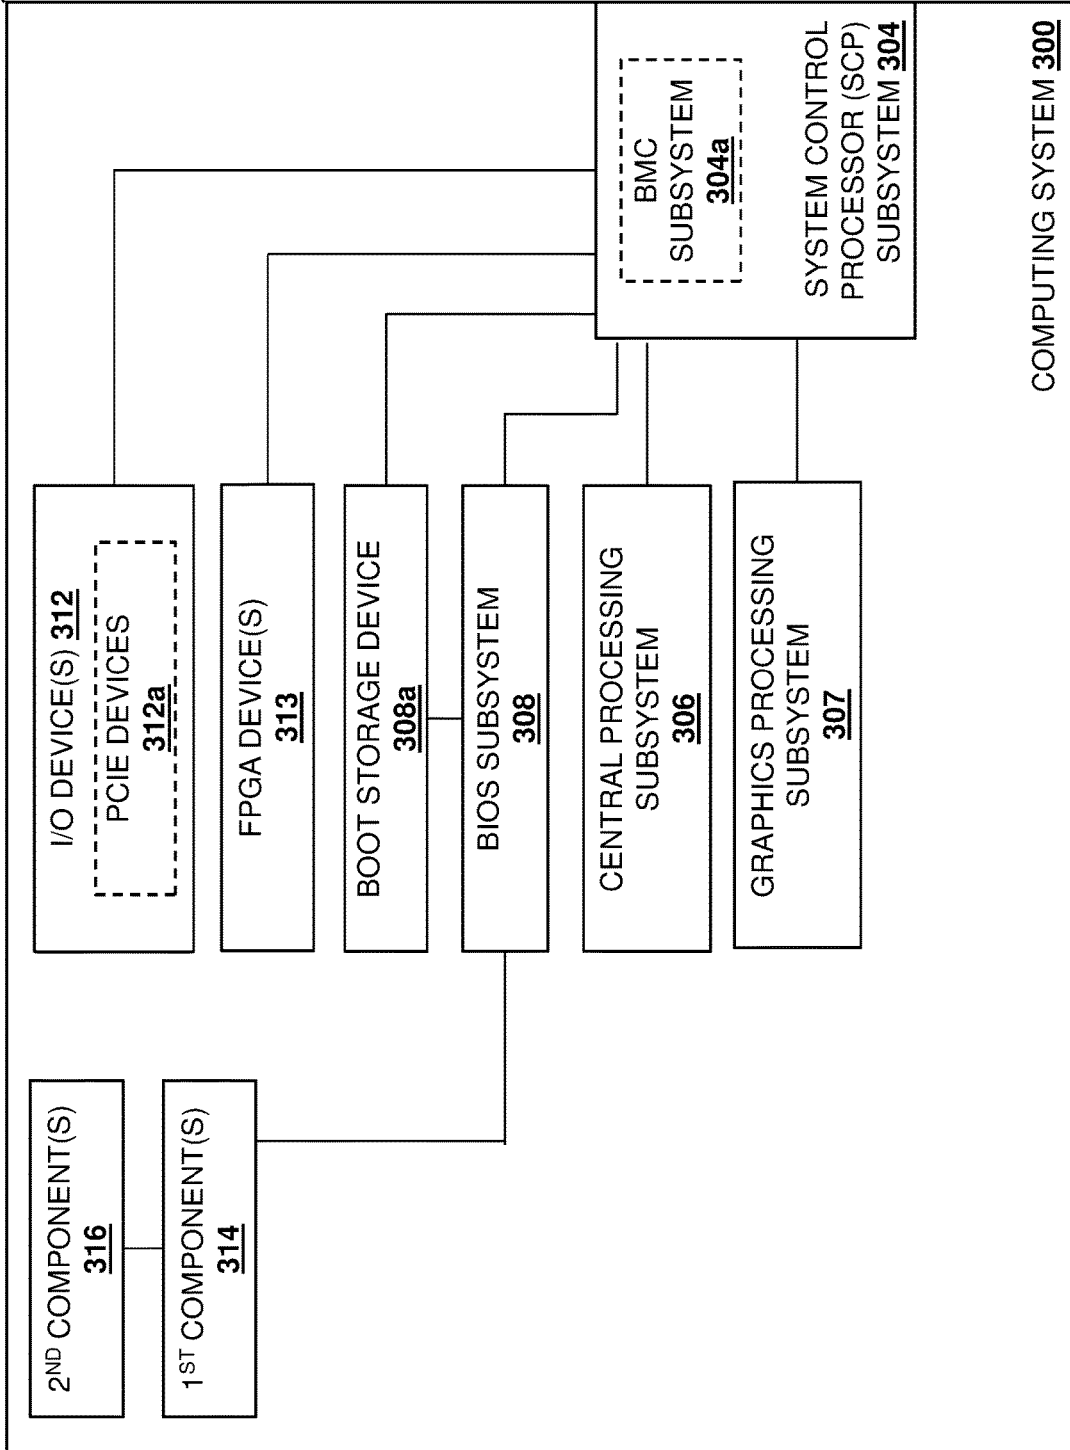 2ND COMPONENT(S)
316
1ST COMPONENT(S)
314
I/O DEVICE(S) 312
PCIE DEVICES
312a
FPGA DEVICE(S)
313
BOOT STORAGE DEVICE
308a
BIOS SUBSYSTEM
308
CENTRAL PROCESSING
SUBSYSTEM
306
GRAPHICS PROCESSING
SUBSYSTEM
307
BMC
SUBSYSTEM
304a
SYSTEM CONTROL
PROCESSOR (SCP)
SUBSYSTEM 304
COMPUTING SYSTEM 300